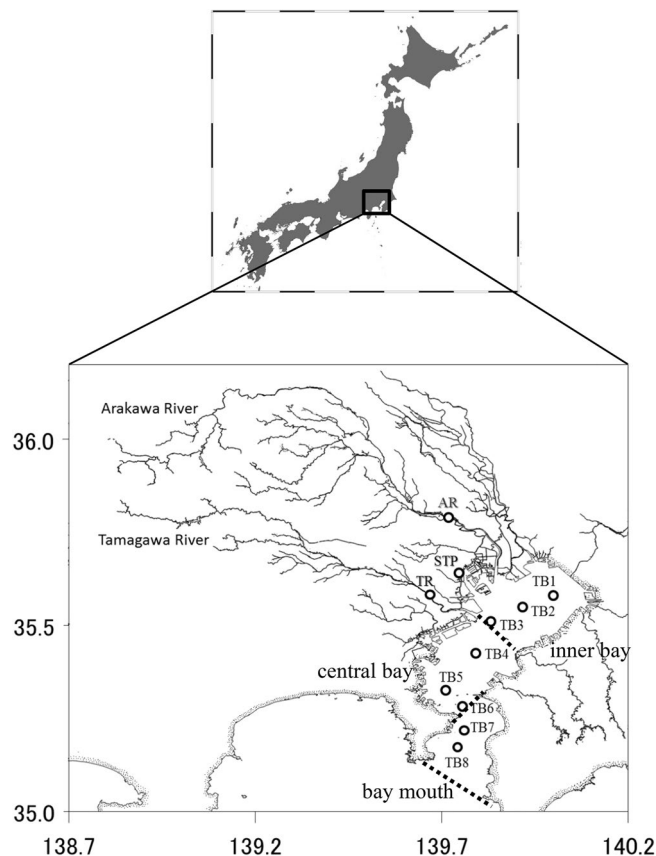 Arakawa River
36.0
AR
Tamagawa River
STP
TR
TB1
TB2
35.5
TB3
inner bay
TB4
central bay
TB5
TB6
TB7
TB8
bay mouth
35.0
138.7
139.2
139.7
140.2